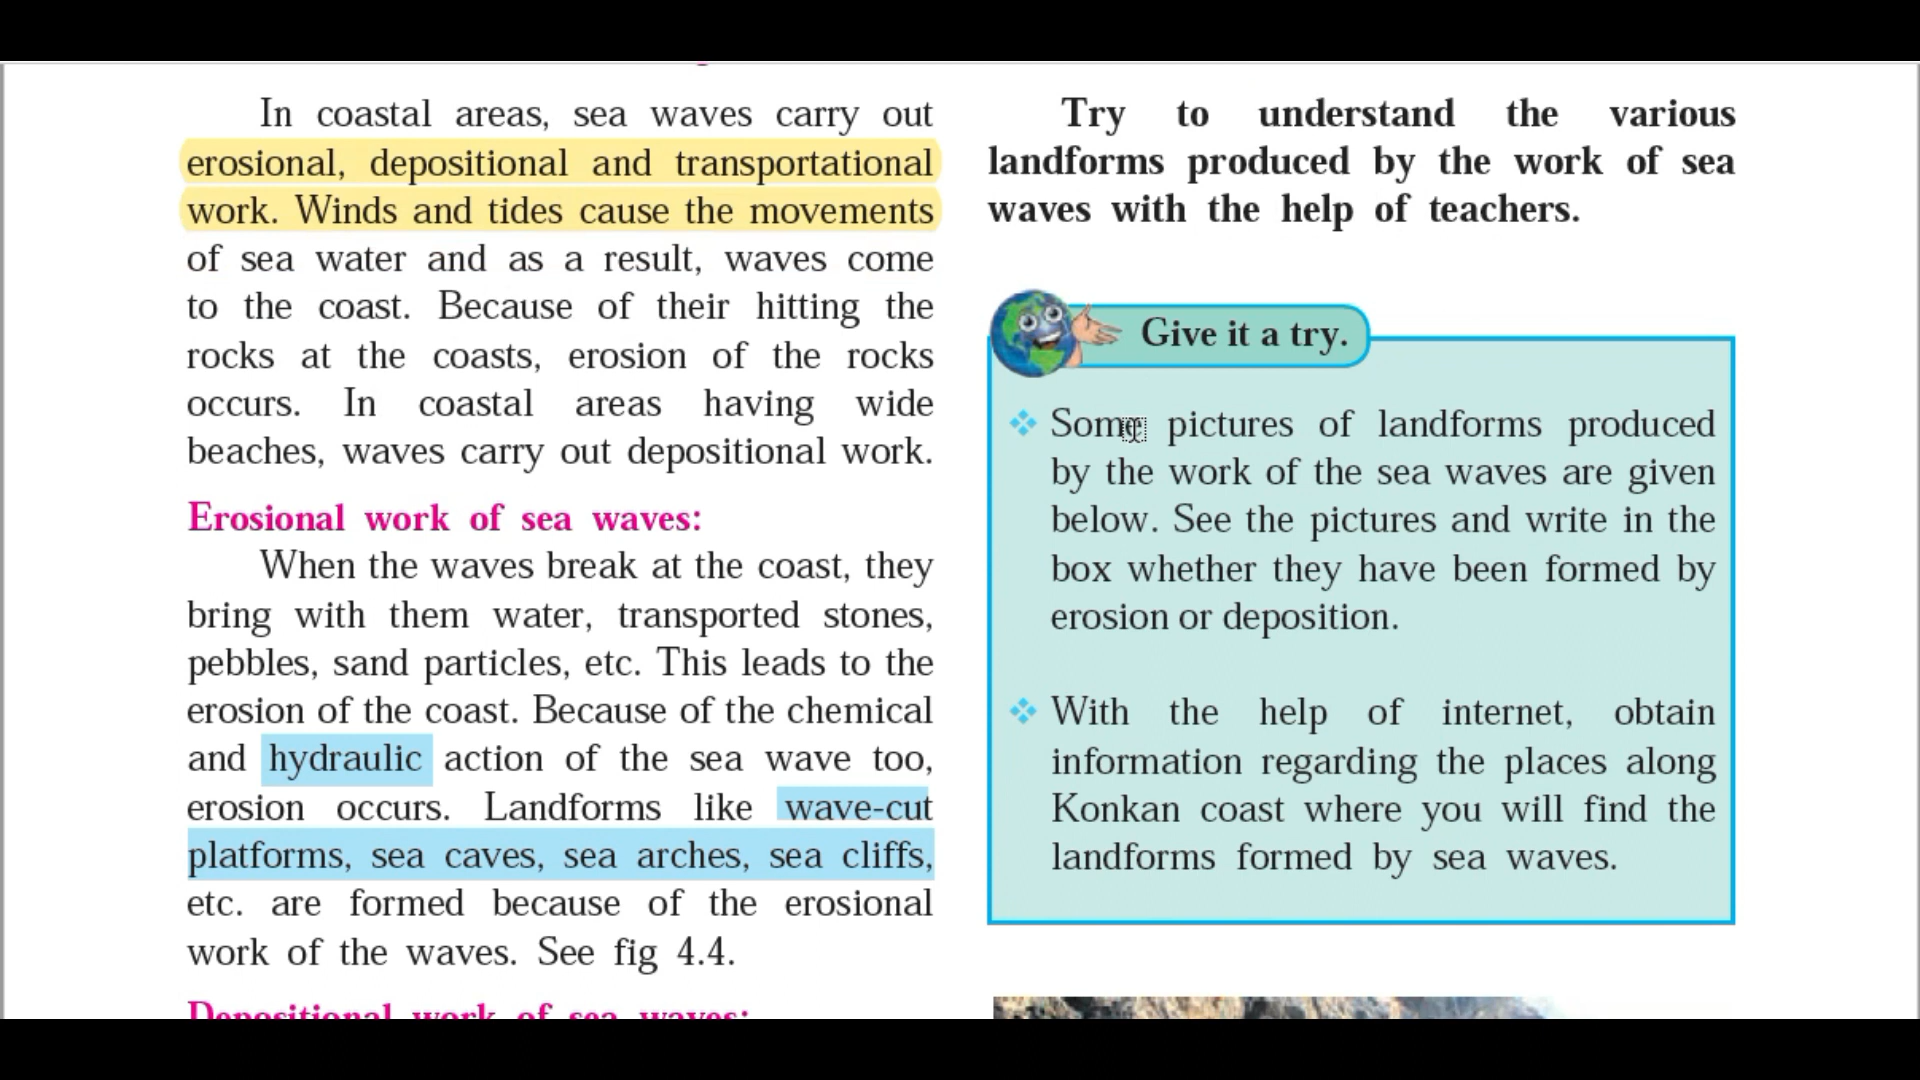 In coastal areas, sea waves carry out
erosional, depositional and transportational
work. Winds and tides cause the movements
of sea water and as a result, waves come
to the coast. Because of their hitting the
rocks at the coasts, erosion of the rocks
occurs. In coastal areas having wide
beaches, waves carry out depositional work.
Erosional work of sea waves:
When the waves break at the coast, they
bring with them water, transported stones,
pebbles, sand particles, etc. This leads to the
erosion of the coast. Because of the chemical
and hydraulic action of the sea wave too,
erosion occurs. Landforms like wave-cut
platforms, sea caves, sea arches, sea cliffs,
etc. are formed because of the erosional
work of the waves. See fig 4.4.
Depositional work of sea waves:
Try to understand the various
landforms produced by the work of sea
waves with the help of teachers.
Give it a try.
Some pictures of landforms produced
by the work of the sea waves are given
below. See the pictures and write in the
box whether they have been formed by
erosion or deposition.
With the help of internet, obtain
information regarding the places along
Konkan coast where you will find the
landforms formed by sea waves.